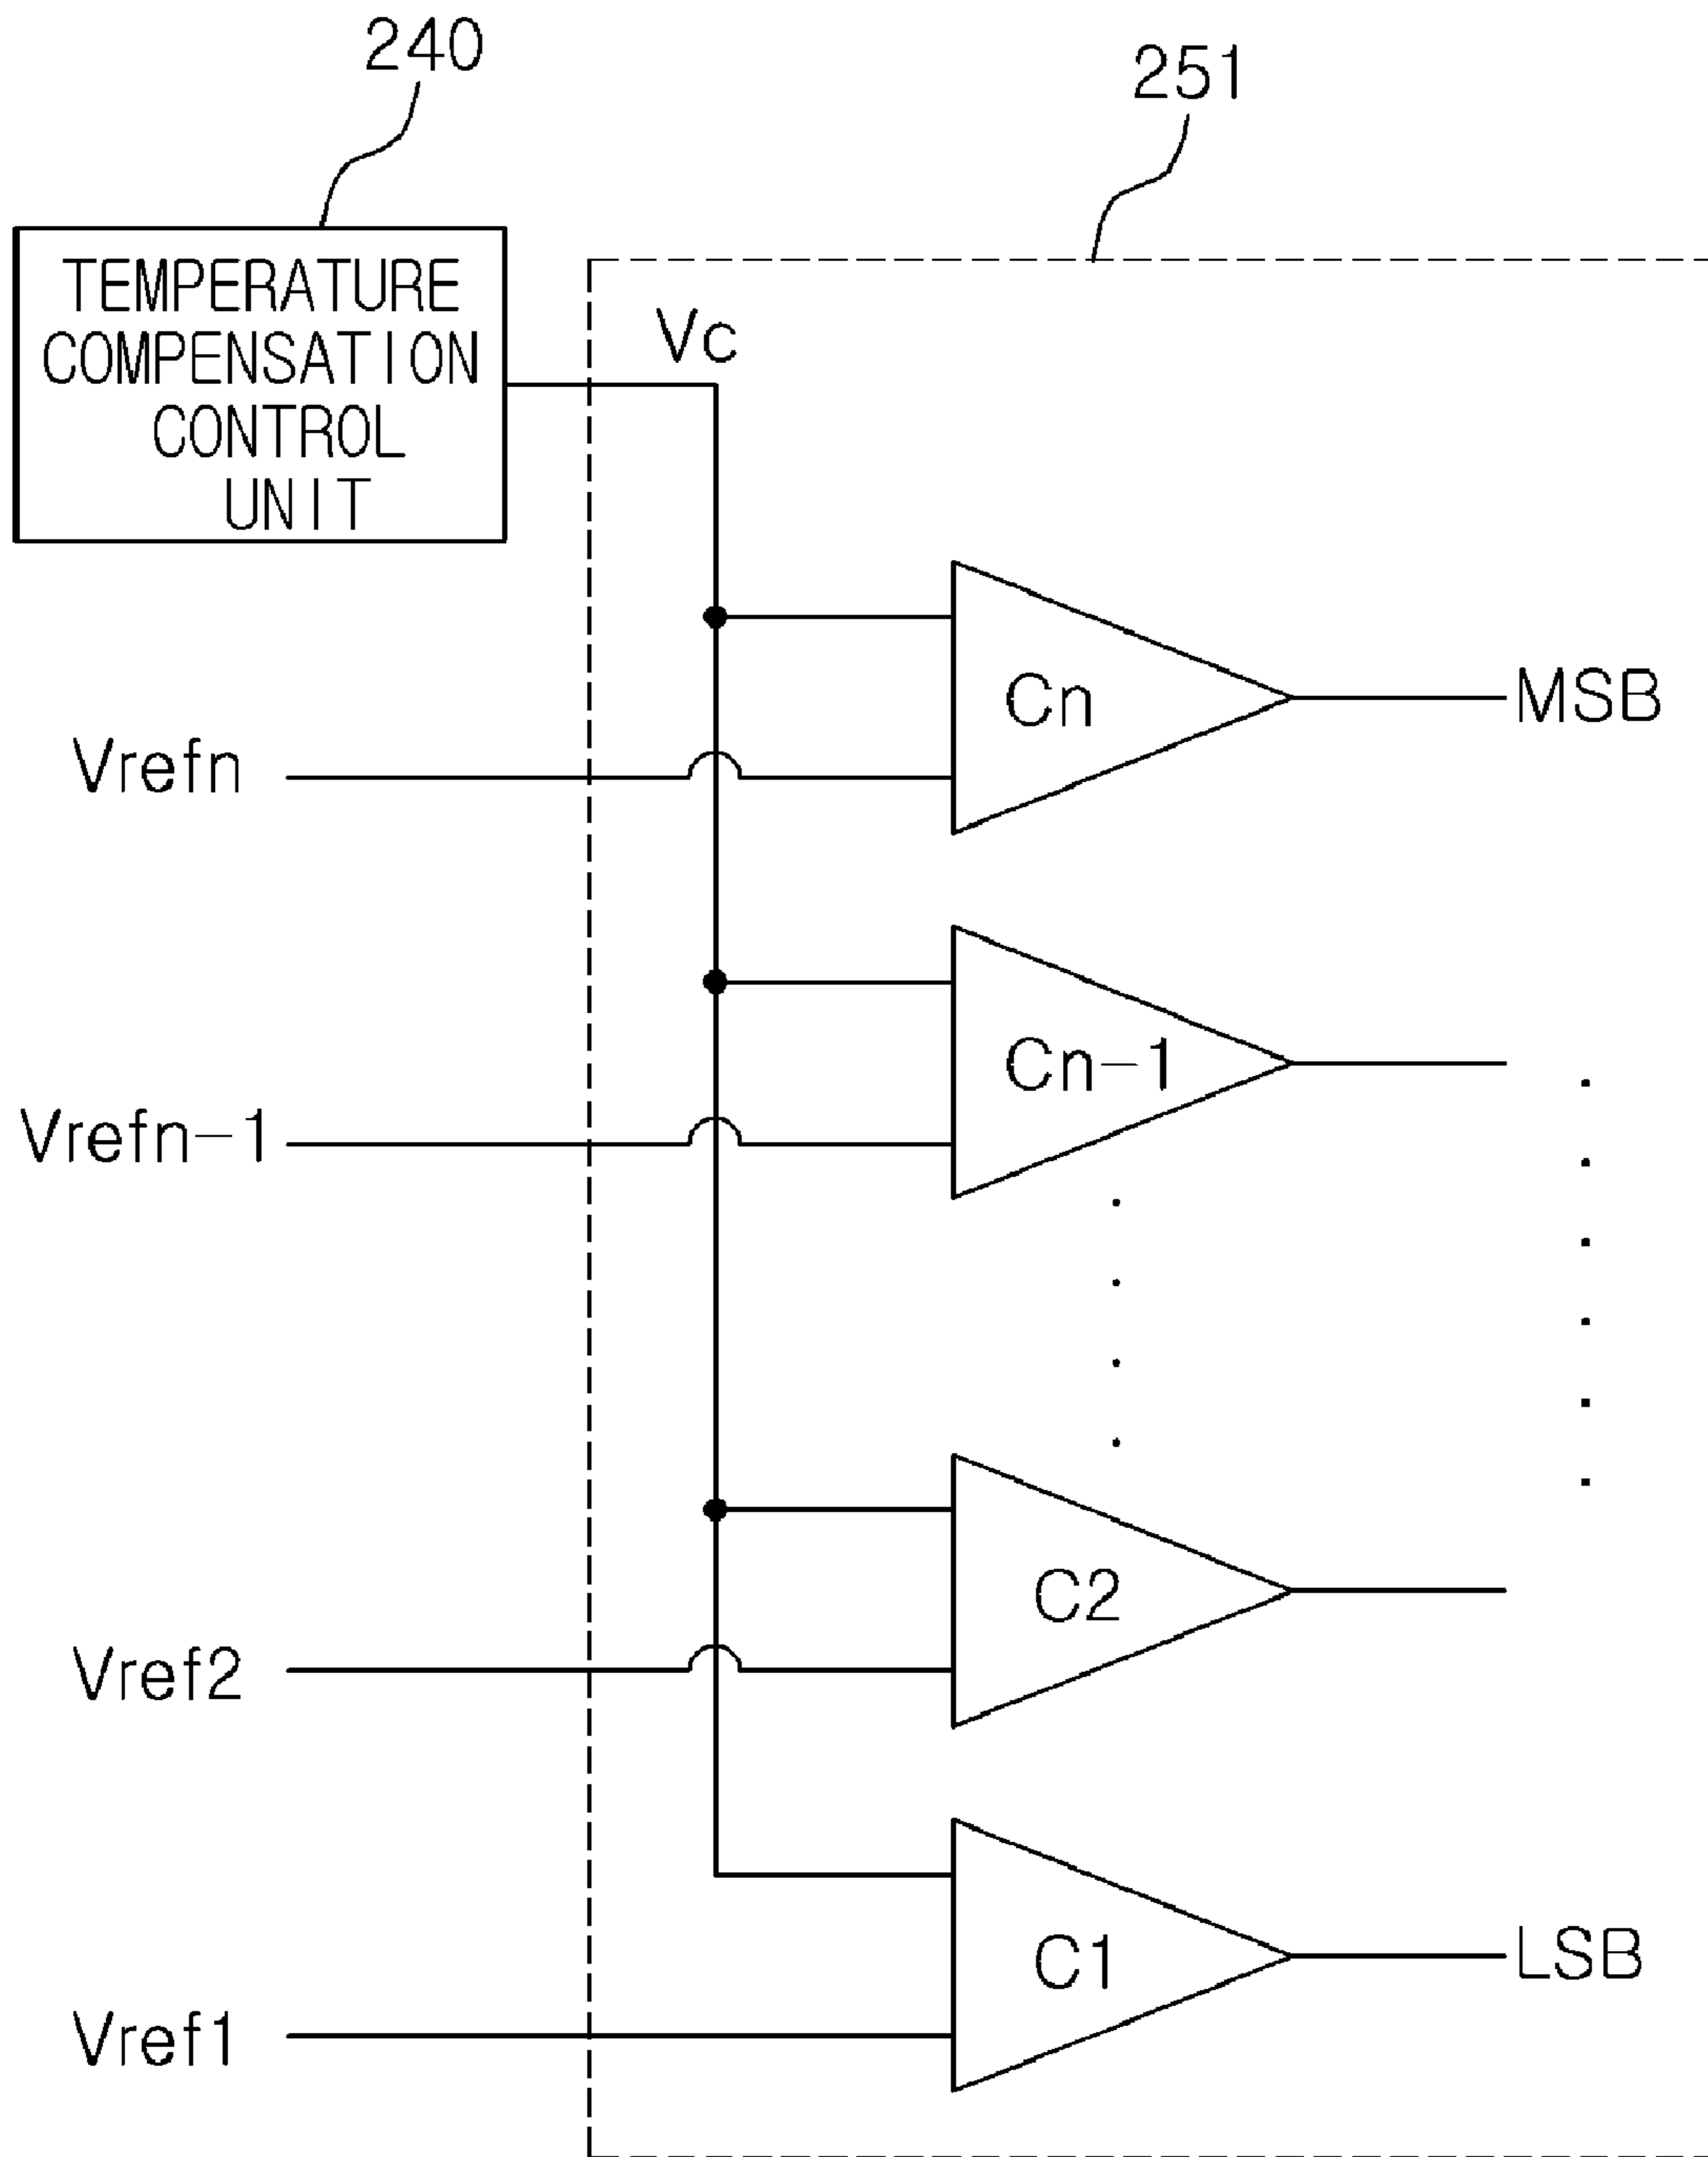 240
251
TEMPERATURE
COMPENSATION
CONTROL
UNIT
Vc
Cn
MSB
Vrefn
Cn-1
Vrefn-1
C2
Vref2
C1
LSB
Vref1